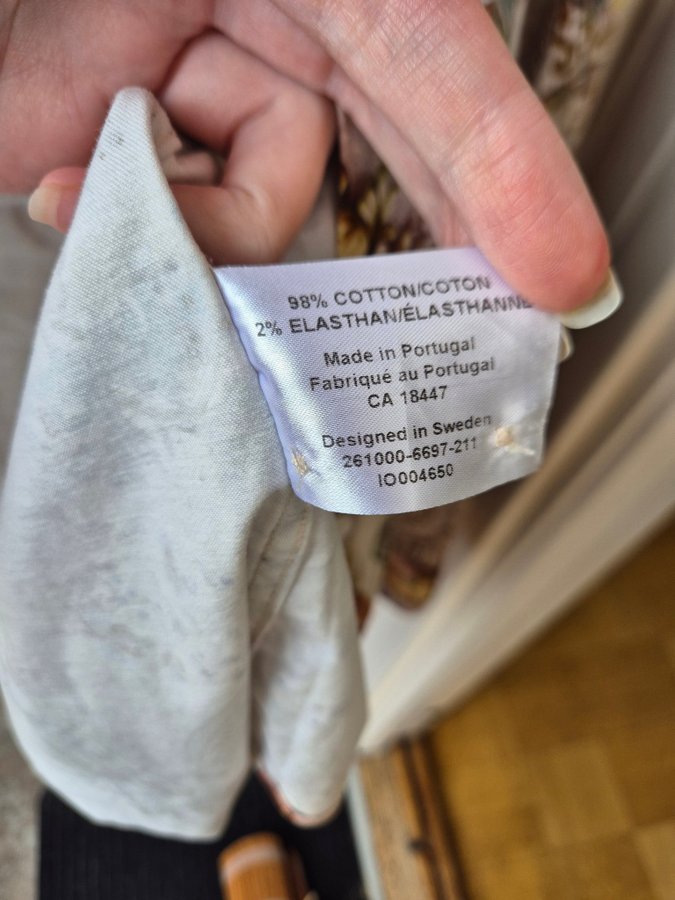 98% COTTON/COTON
2% ELASTHAN/ÉLASTHANNE
Made in Portugal
Fabriqué au Portugal
CA 18447
Designed in Sweden
261000-6697-211
IO004650